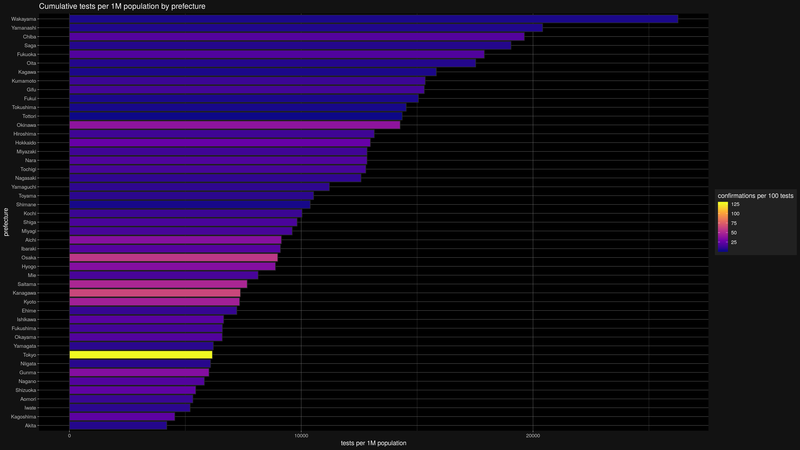 Cumulative tests per 1M population by prefecture
prefecture
Wakayama
Yamanashi
Chiba
Saga
Fukuoka
Oita
Kagawa
Kumamoto
Gifu
Fukui
Tokushima
Tottori
Okinawa
Hiroshima
Hokkaido
Miyazaki
Nara
Tochigi
Nagasaki
Yamaguchi
Toyama
Shimane
Kochi
Shiga
Miyagi
Aichi
Ibaraki
Osaka
Hyogo
Mie
Saitama
Kanagawa
Kyoto
Ehime
Ishikawa
Fukushima
Okayama
Yamagata
Tokyo
Niigata
Gunma
Nagano
Shizuoka
Aomori
Iwate
Kagoshima
Akita
0 10000 20000
tests per 1M population
confirmations per 100 tests
125
100
75
50
25